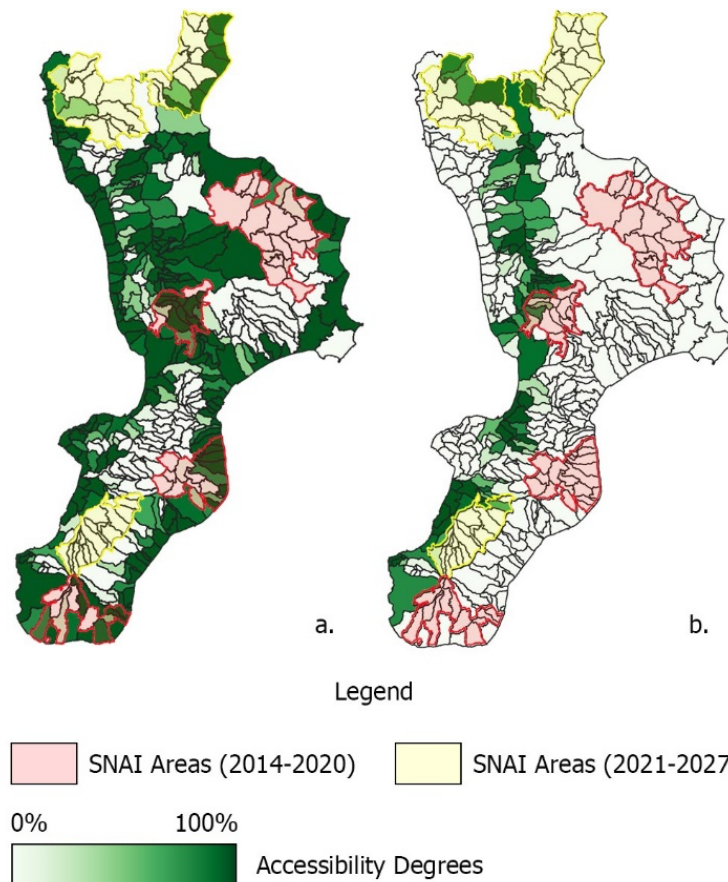 a.
b.
Legend
SNAI Areas (2014-2020)
SNAI Areas (2021-2027
0%
100%
Accessibility Degrees